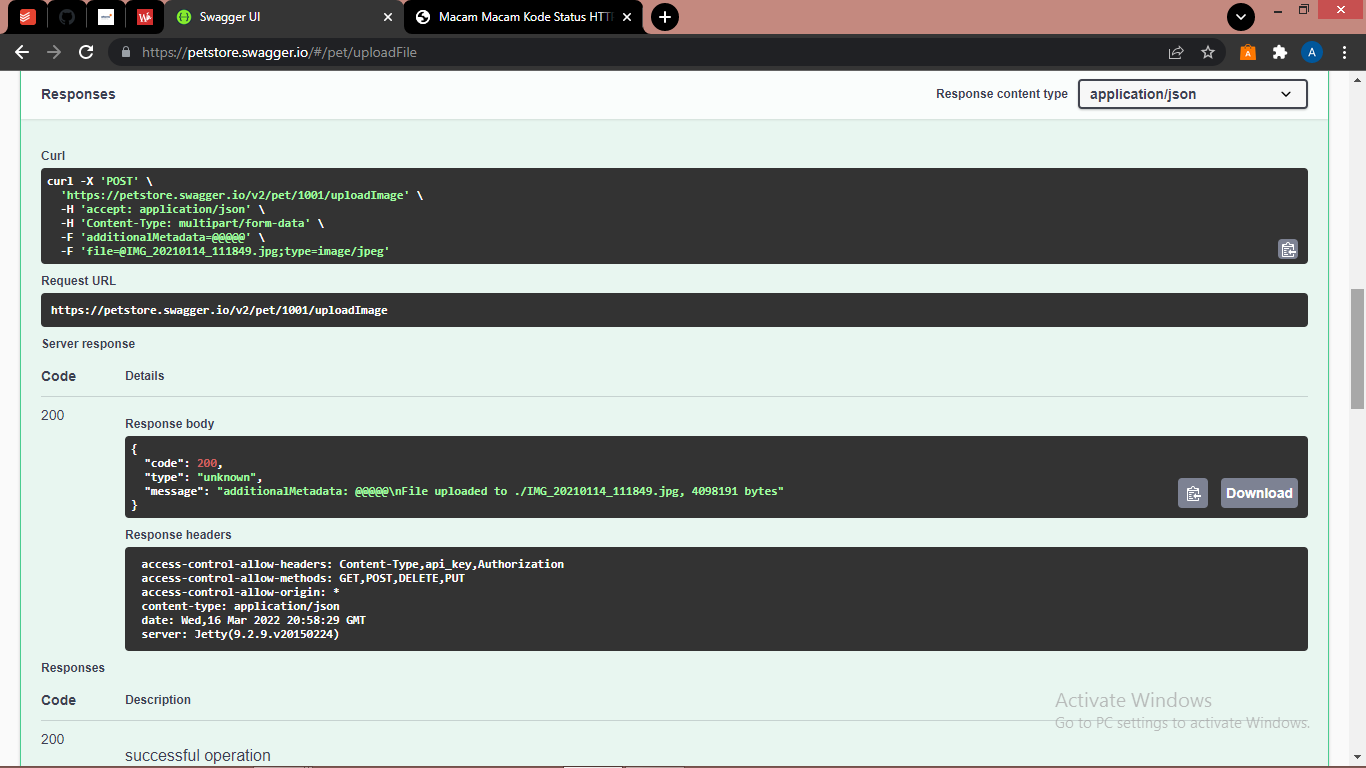 Swagger UI
Macam Macam Kode Status HTT
https://petstore.swagger.io/#/pet/uploadFile
A
Responses
Response content type
application/json
Curl
curl -X 'POST' \
'https://petstore.swagger.io/v2/pet/1001/uploadImage' \
-H 'accept: application/json' \
-H 'Content-Type: multipart/form-data' \
-F 'additionalMetadata=@@@@@' \
-F 'file=@IMG_20210114_111849.jpg;type=image/jpeg'
Request URL
https://petstore.swagger.io/v2/pet/1001/uploadImage
Server response
Code Details
200
Response body
{
"code": 200,
"type": "unknown",
"message": "additionalMetadata: @@@@@\nFile uploaded to ./IMG_20210114_111849.jpg, 4098191 bytes"
}
Download
Response headers
access-control-allow-headers: Content-Type,api_key,Authorization
access-control-allow-methods: GET,POST,DELETE,PUT
access-control-allow-origin: *
content-type: application/json
date: Wed,16 Mar 2022 20:58:29 GMT
server: Jetty(9.2.9.v20150224)
Responses
Code Description
200
successful operation
Activate Windows
Go to PC settings to activate Windows.